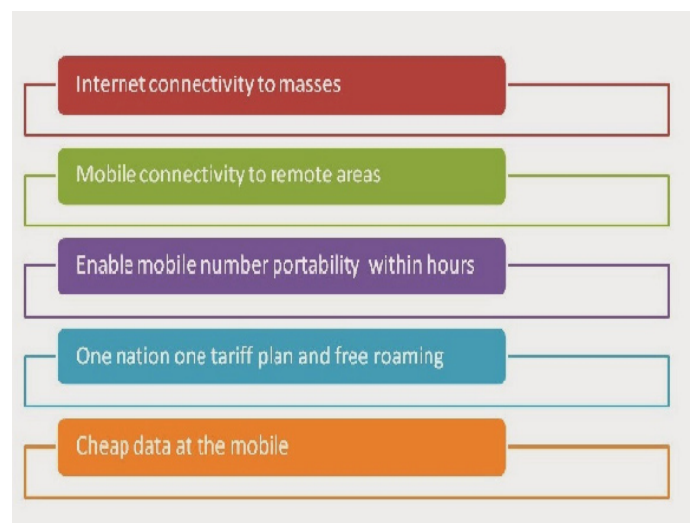 Internet connectivity to masses
Mobile connectivity to remote areas
Enable mobile number portability within hours
One nation one tariff plan and free roaming
Cheap data at the mobile